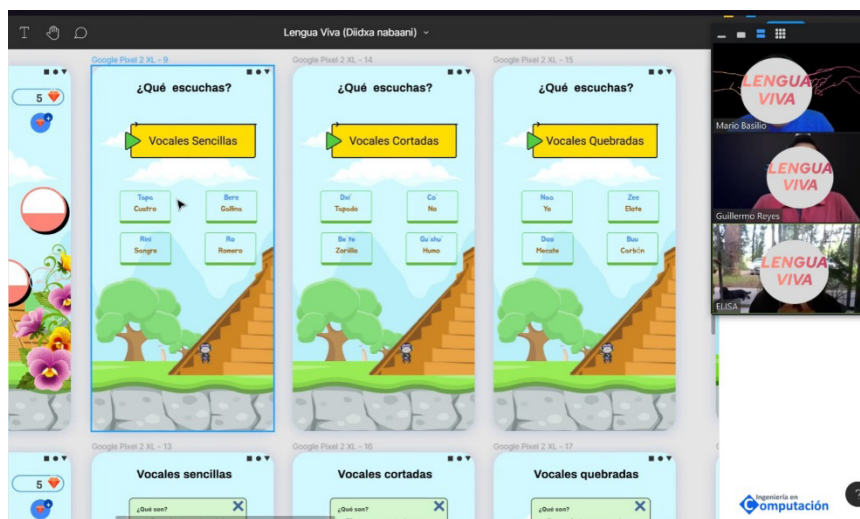 Lengua Viva (Diidxa nabaani)
Google Pixel 2 XL - 9
Google Pixel 2 XL - 14
Google Pixel 2 XL - 15
5
¿Qué escuchas?
Vocales Sencillas
Tapa
Cuatro
Bere
Gallina
Rini
Sangre
Ro
Romero
¿Qué escuchas?
Vocales Cortadas
Dxi'
Tapado
Co'
No
Be'te
Zorillo
Gu'xhu'
Humo
¿Qué escuchas?
Vocales Quebradas
Naa
Yo
Zee
Elote
Doo
Mecate
Buu
Carbón
LENGUA
VIVA
Mario Basilio
LENGUA
VIVA
Guillermo Reyes
LENGUA
VIVA
ELISA
Google Pixel 2 XL - 13
Google Pixel 2 XL - 16
Google Pixel 2 XL - 17
5
Vocales sencillas
¿Qué son?
Vocales cortadas
¿Qué son?
Vocales quebradas
¿Qué son?
Ingeniería en
Computación
?